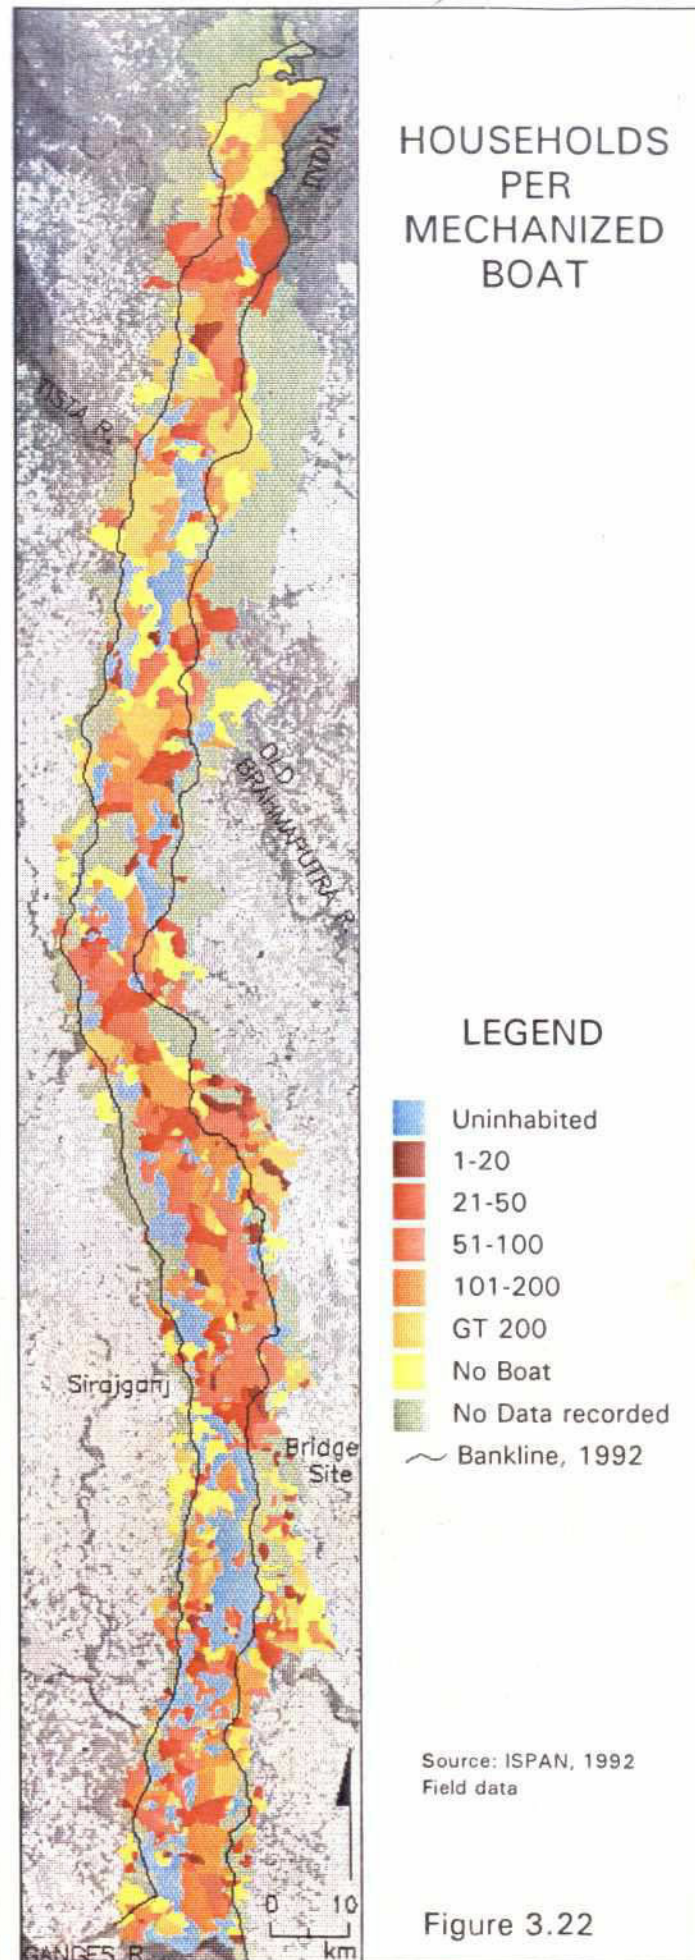 HOUSEHOLDS
PER
MECHANIZED
BOAT
INDIA
TISTA R.
OLD
BRAHMAPUTRA R.
LEGEND
Uninhabited
1-20
21-50
51-100
101-200
GT 200
No Boat
No Data recorded
Bankline, 1992
Sirajganj
Bridge
Site
Source: ISPAN, 1992
Field data
0 10
km
GANGES R.
Figure 3.22